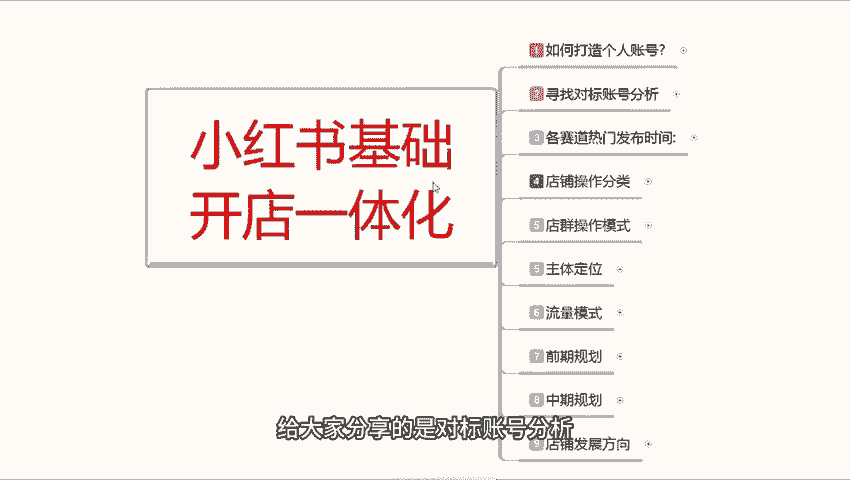 小红书基础
开店一体化
1 如何打造个人账号?
2 寻找对标账号分析
3 各赛道热门发布时间:
4 店铺操作分类
5 店群操作模式
5 主体定位
6 流量模式
7 前期规划
8 中期规划
9 店铺发展方向
给大家分享的是对标账号分析